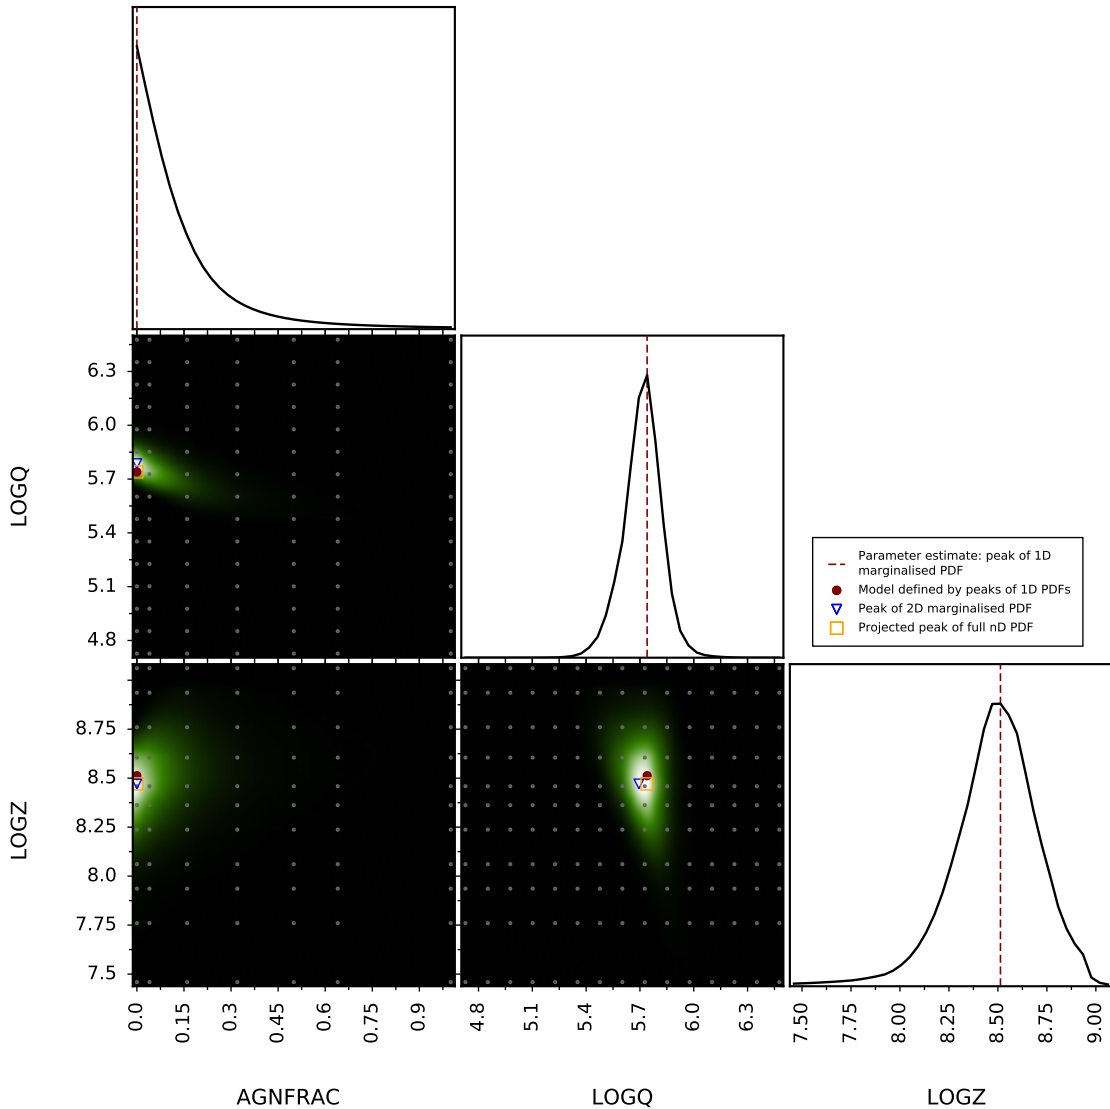 6.3
6.0
5.7
5.4
5.1
4.8
LOGQ
Parameter estimate: peak of 1D
marginalised PDF
Model defined by peaks of 1D PDFs
Peak of 2D marginalised PDF
Projected peak of full nD PDF
8.75
8.5
8.25
8.0
7.75
7.5
LOGZ
0.0 0.15 0.3 0.45 0.6 0.75 0.9
4.8 5.1 5.4 5.7 6.0 6.3
7.50 7.75 8.00 8.25 8.50 8.75 9.00
AGNFRAC LOGQ LOGZ